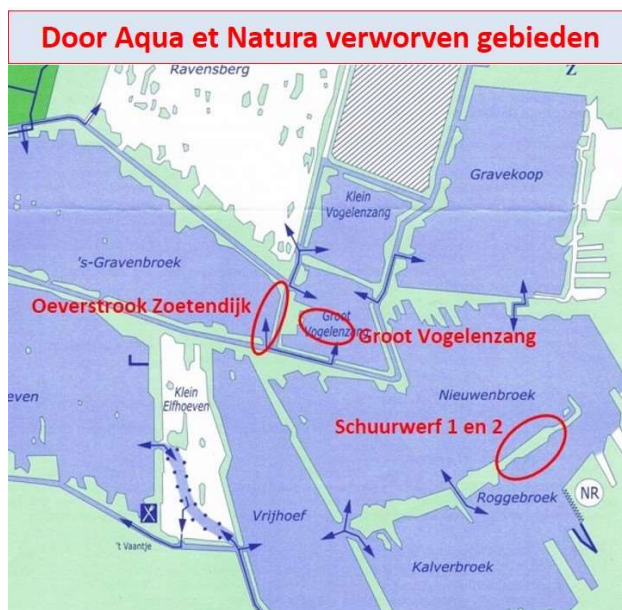 Door Aqua et Natura verworven gebieden
Ravensberg
Z
Gravekoop
Klein
Vogelenzang
's-Gravenbroek
Oeverstrook Zoetendijk
Groot
Vogelenzang
Groot Vogelenzang
Klein
Elfhoeven
Nieuwenbroek
Schuurwerf 1 en 2
Roggebroek
NR
Vrijhoef
't Vaantje
Kalverbroek